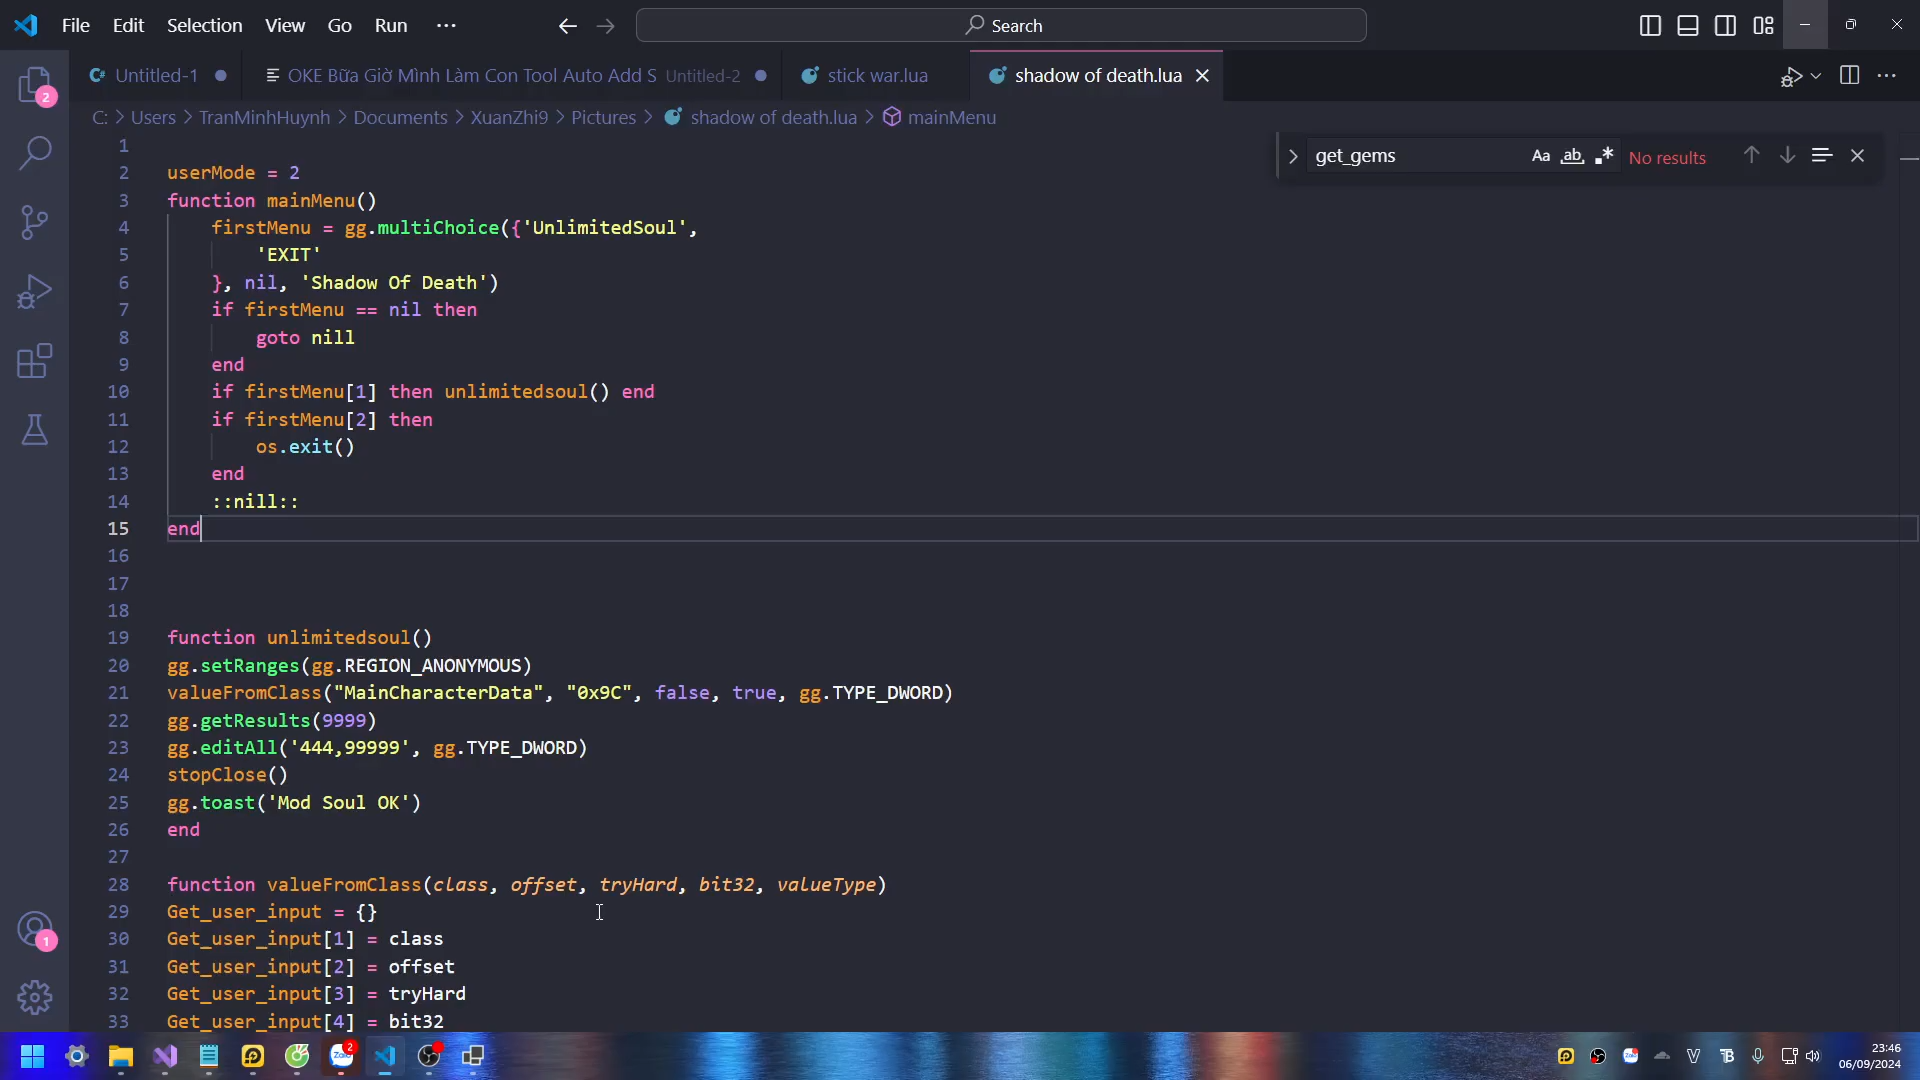 File Edit Selection View Go Run ··· Search
Untitled-1 OKE Bữa Giờ Mình Làm Con Tool Auto Add S Untitled-2 stick war.lua shadow of death.lua
C: > Users > TranMinhHuynh > Documents > XuanZhi9 > Pictures > shadow of death.lua > mainMenu
get_gems Aa ab No results
1
2 userMode = 2
3 function mainMenu()
4 firstMenu = gg.multiChoice({'UnlimitedSoul',
5 'EXIT'
6 }, nil, 'Shadow Of Death')
7 if firstMenu == nil then
8 goto nill
9 end
10 if firstMenu[1] then unlimitedsoul() end
11 if firstMenu[2] then
12 os.exit()
13 end
14 ::nill::
15 end
16
17
18
19 function unlimitedsoul()
20 gg.setRanges(gg.REGION_ANONYMOUS)
21 valueFromClass("MainCharacterData", "0x9C", false, true, gg.TYPE_DWORD)
22 gg.getResults(9999)
23 gg.editAll('444,99999', gg.TYPE_DWORD)
24 stopClose()
25 gg.toast('Mod Soul OK')
26 end
27
28 function valueFromClass(class, offset, tryHard, bit32, valueType)
29 Get_user_input = {}
30 Get_user_input[1] = class
31 Get_user_input[2] = offset
32 Get_user_input[3] = tryHard
33 Get_user_input[4] = bit32
2
1
Zalo 2
23:46
06/09/2024